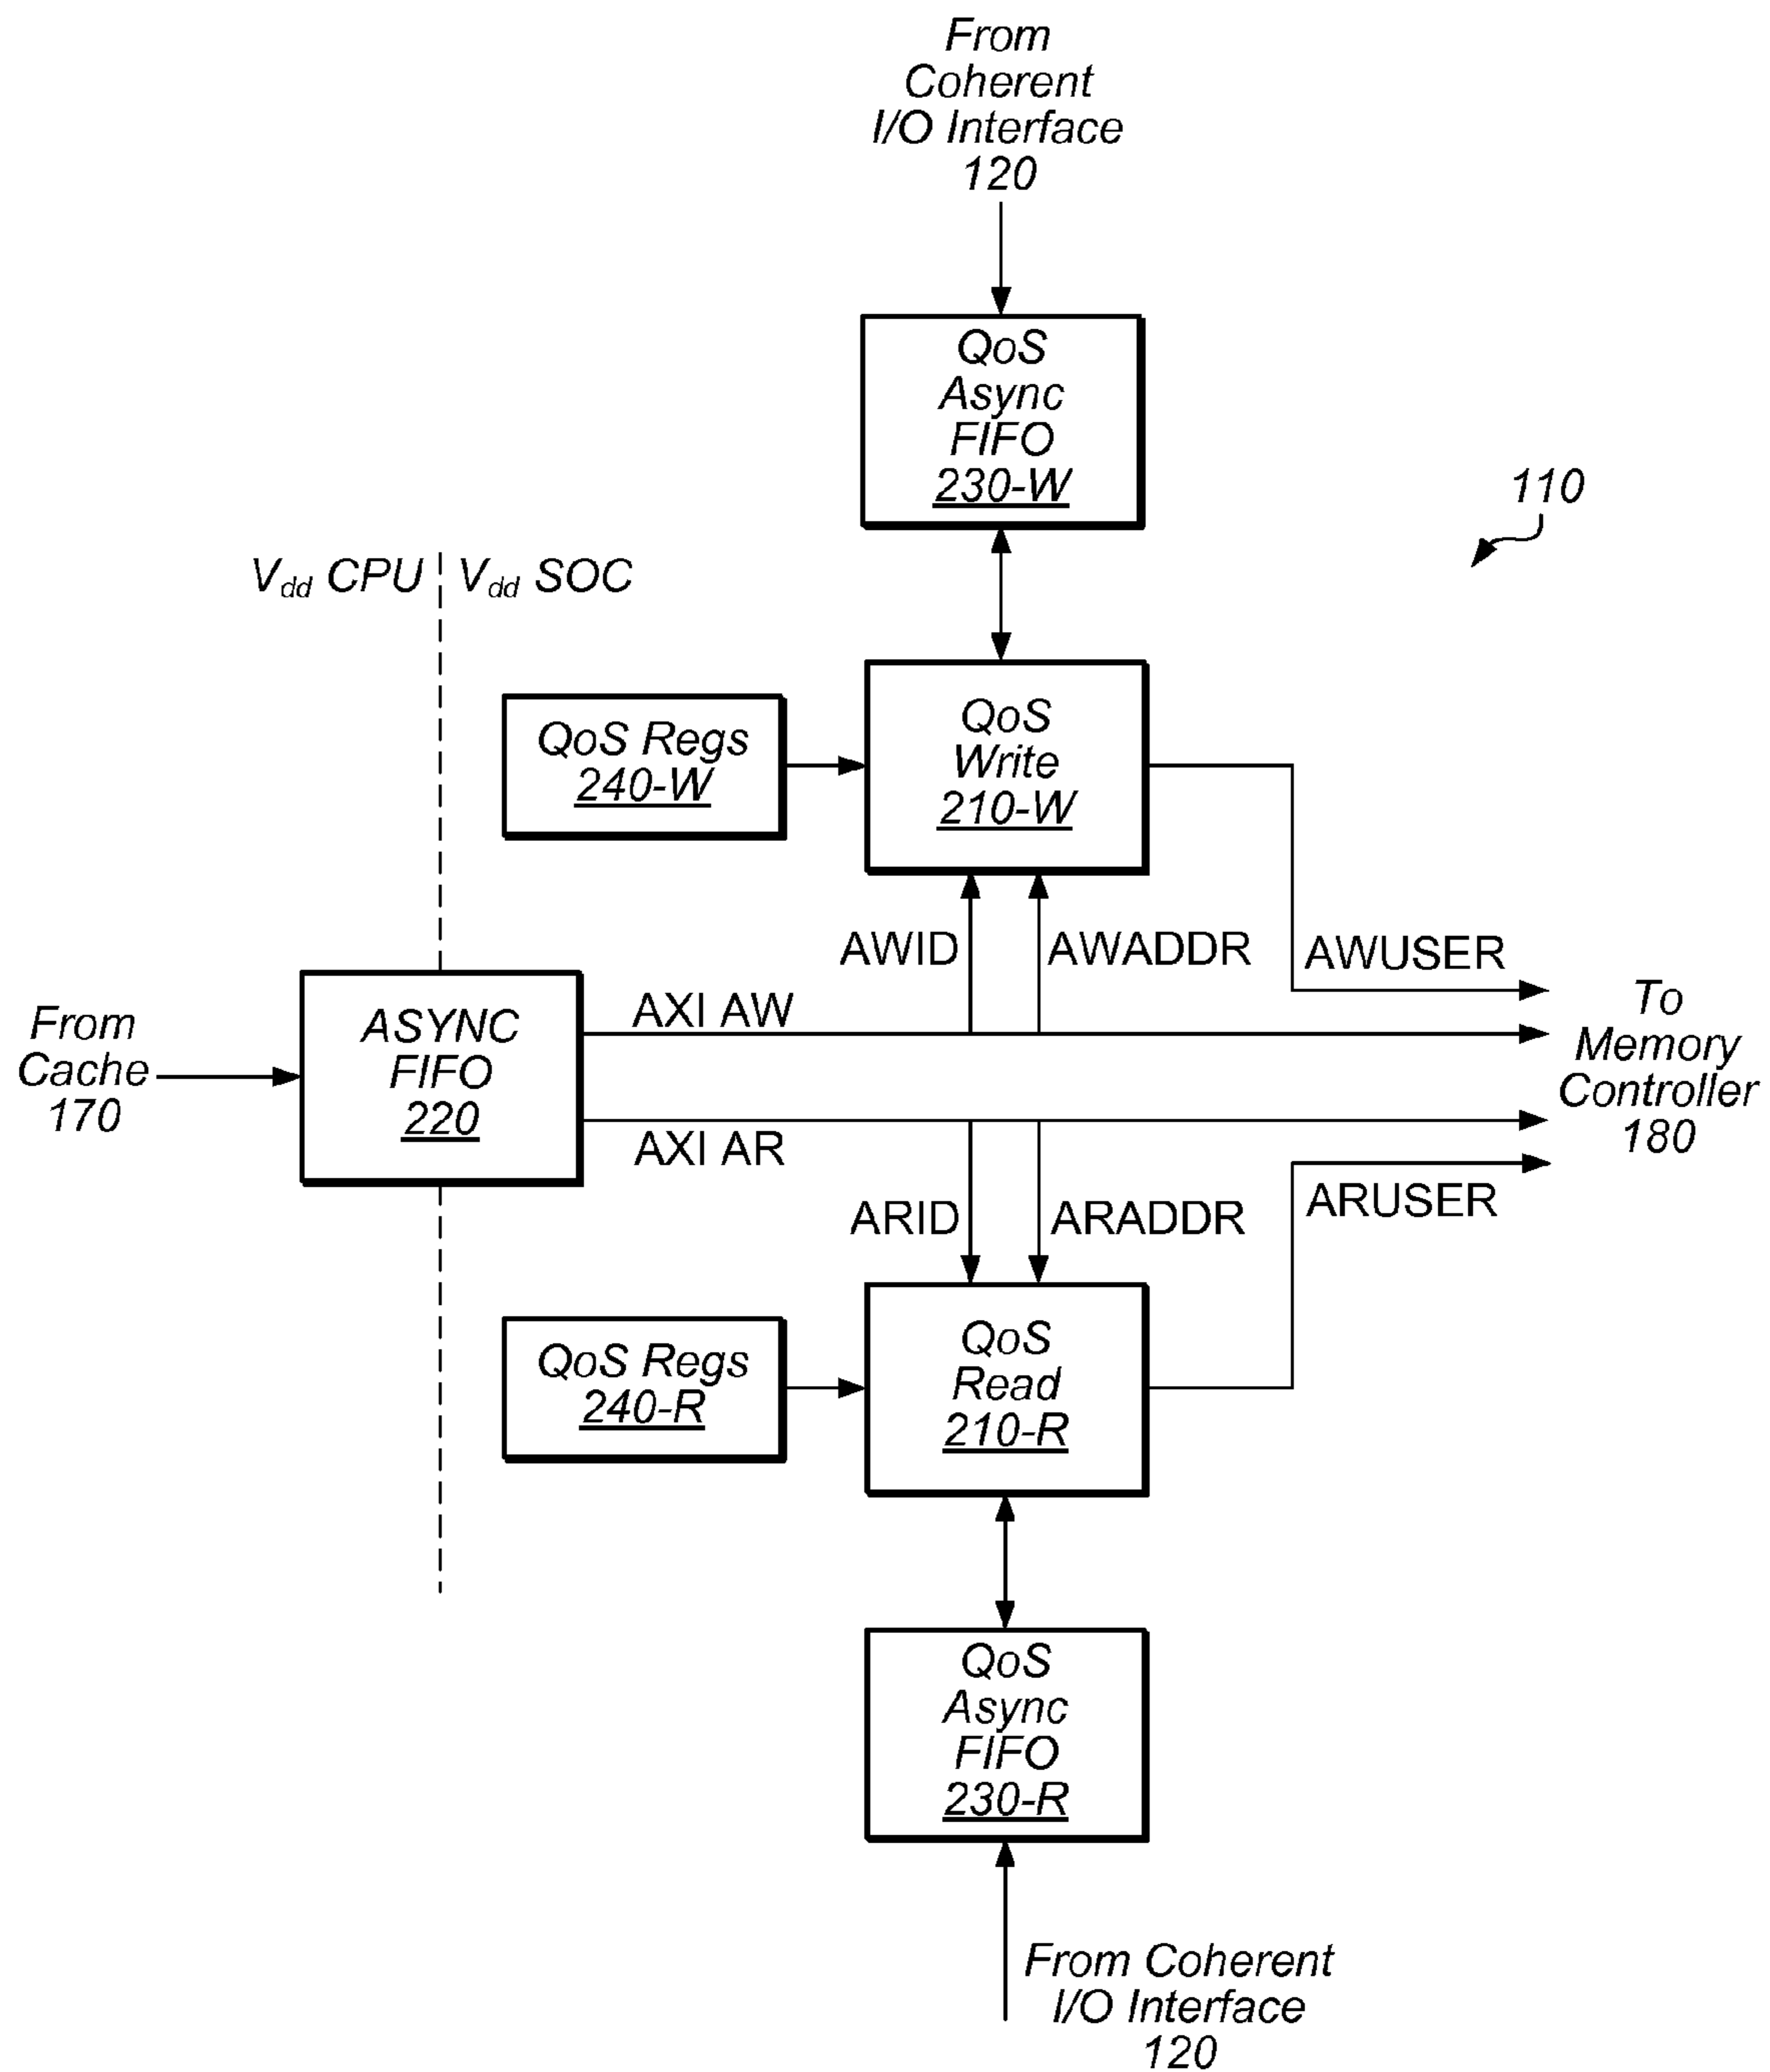 From
Coherent
I/O Interface
120
QoS
Async
FIFO
230-W
110
Vdd CPU
Vdd SOC
QoS Regs
240-W
QoS
Write
210-W
AWID
AWADDR
AWUSER
From
Cache
170
ASYNC
FIFO
220
AXI AW
AXI AR
To
Memory
Controller
180
ARID
ARADDR
ARUSER
QoS Regs
240-R
QoS
Read
210-R
QoS
Async
FIFO
230-R
From Coherent
I/O Interface
120